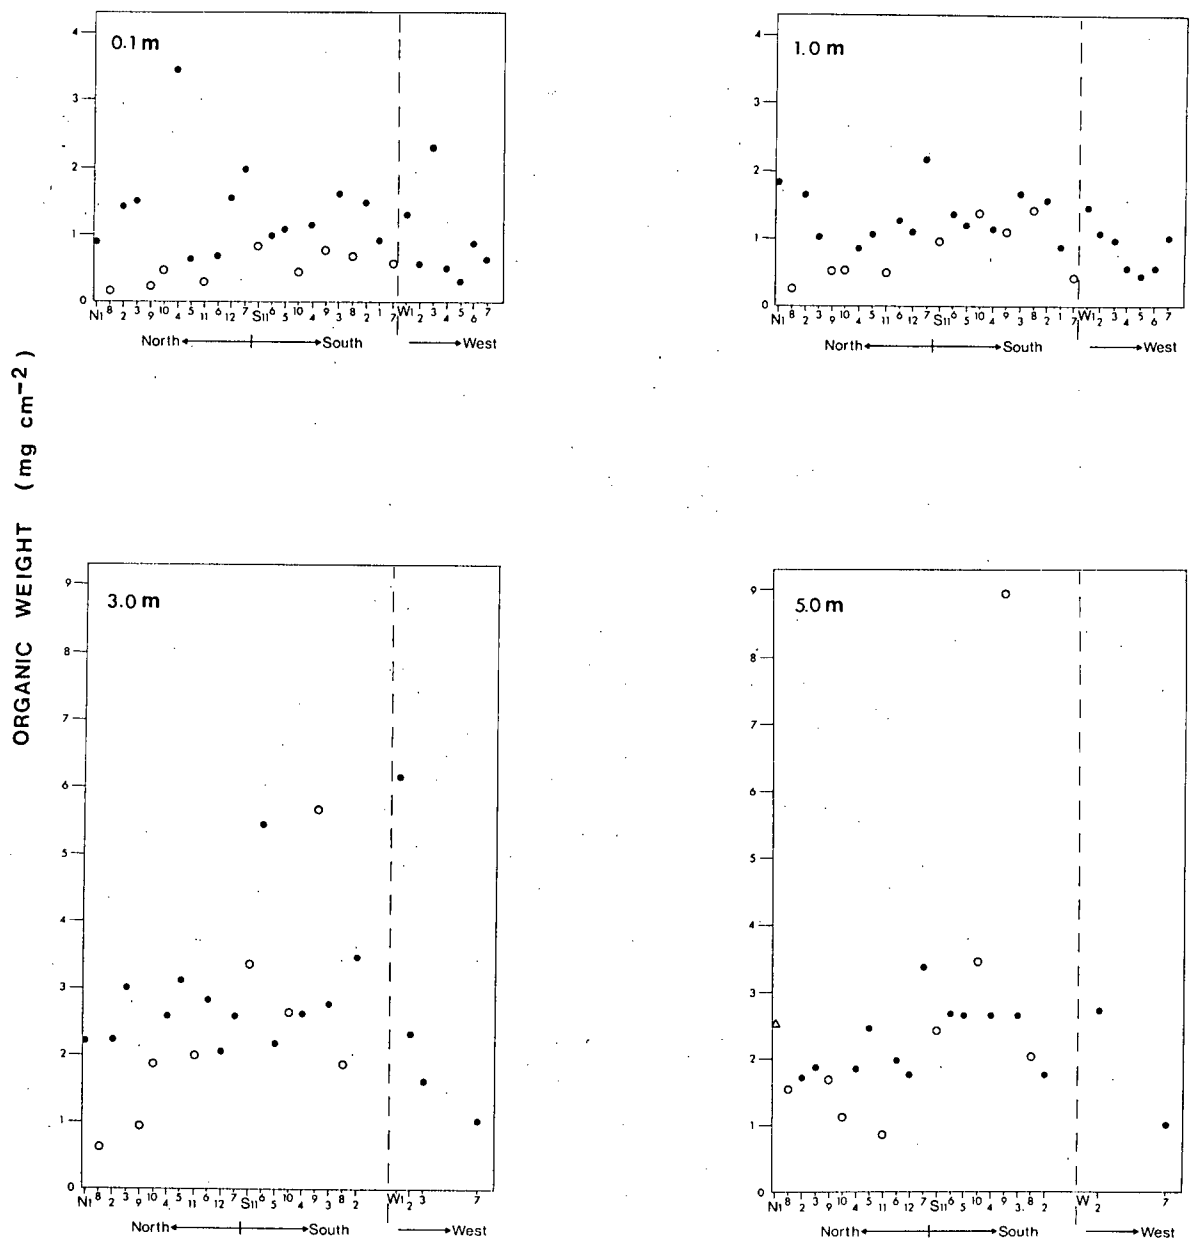 ORGANIC WEIGHT (mg cm−2)
0.1 m
4
3
2
1
0
N1 8 2 3 9 10 4 5 11 6 12 7 S11 6 5 10 4 9 3 8 2 1 7 W1 2 3 4 5 6 7
North South West
1.0 m
4
3
2
1
0
N1 8 2 3 9 10 4 5 11 6 12 7 S11 6 5 10 4 9 3 8 2 1 7 W1 2 3 4 5 6 7
North South West
3.0 m
9
8
7
6
5
4
3
2
1
0
N1 8 2 3 9 10 4 5 11 6 12 7 S11 6 5 10 4 9 3 8 2 W1 2 3 7
North South West
5.0 m
9
8
7
6
5
4
3
2
1
0
N1 8 2 3 9 10 4 5 11 6 12 7 S11 6 5 10 4 9 3 8 2 W 2 7
North South West